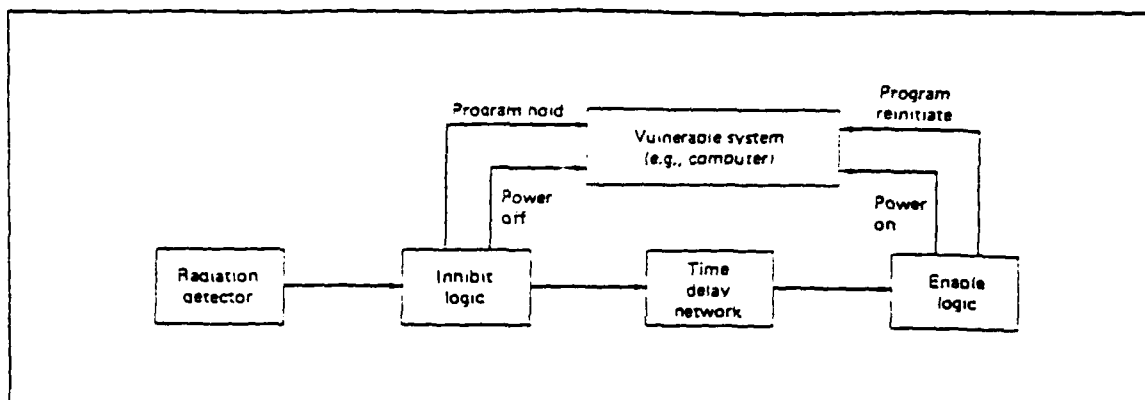 Program hold
Program
reinitiate
Vulnerable system
(e.g., computer)
Power
off
Power
on
Radiation
detector
Inhibit
logic
Time
delay
network
Enable
logic